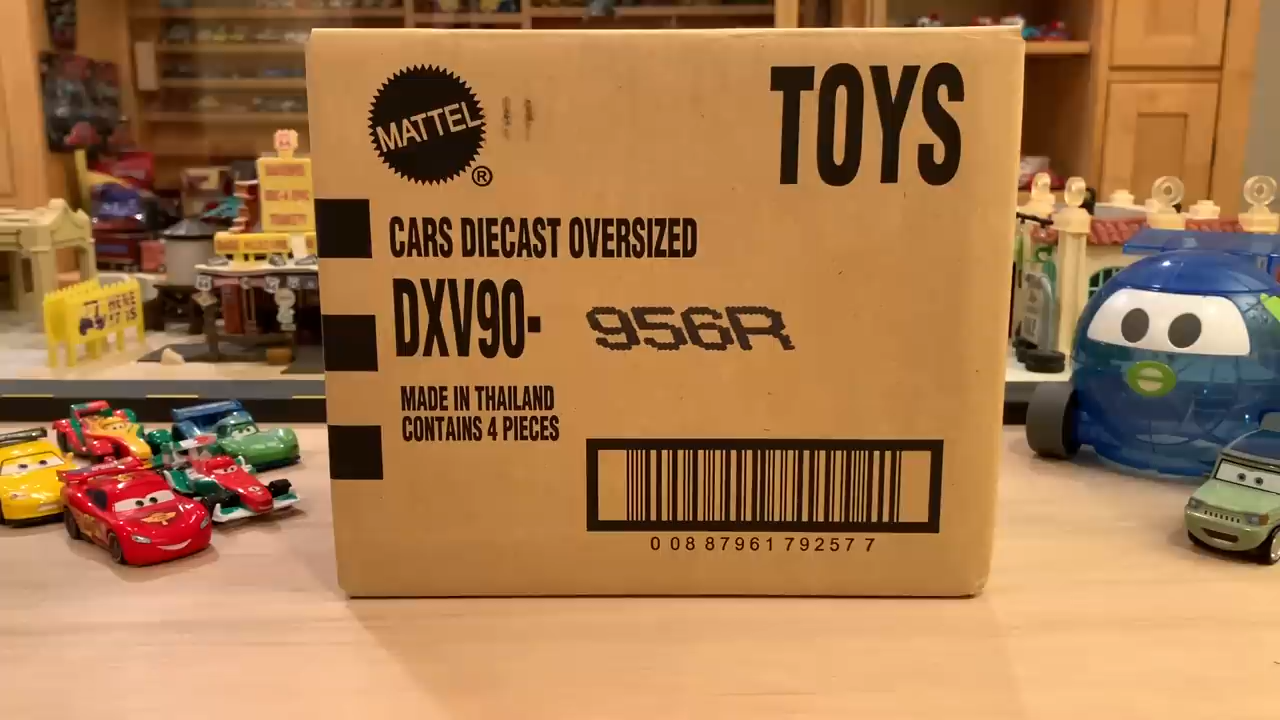 MATTEL
®
TOYS
CARS DIECAST OVERSIZED
DXV90- 956R
MADE IN THAILAND
CONTAINS 4 PIECES
0 08 87961 79257 7